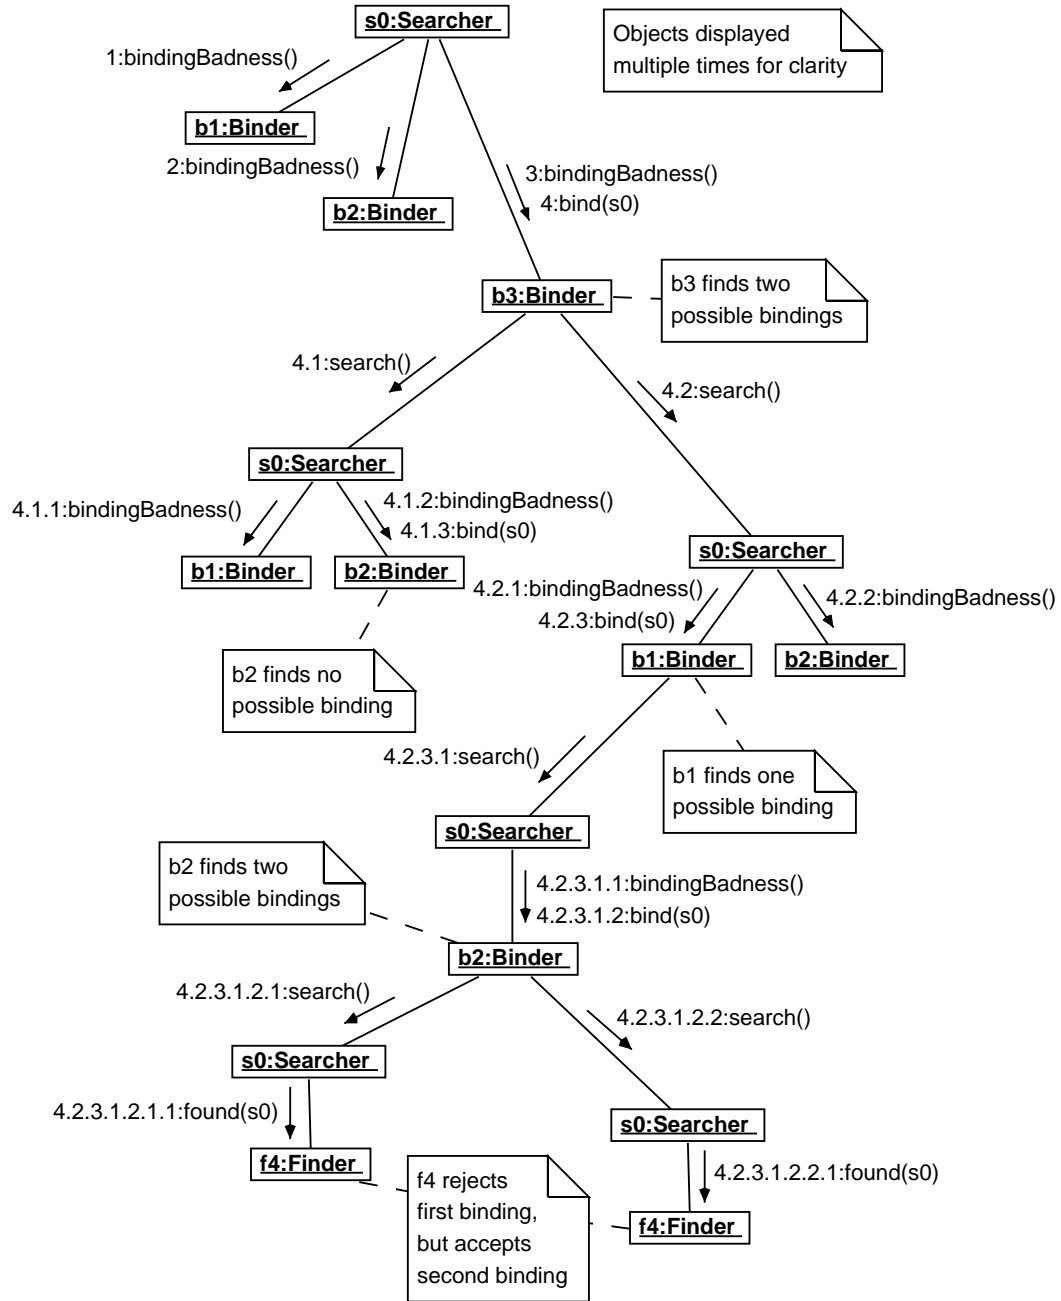 s0:Searcher
Objects displayed
multiple times for clarity
1:bindingBadness()
b1:Binder
2:bindingBadness()
b2:Binder
3:bindingBadness()
4:bind(s0)
b3:Binder
b3 finds two
possible bindings
4.1:search()
4.2:search()
s0:Searcher
4.1.1:bindingBadness()
4.1.2:bindingBadness()
4.1.3:bind(s0)
b1:Binder
b2:Binder
s0:Searcher
4.2.1:bindingBadness()
4.2.3:bind(s0)
4.2.2:bindingBadness()
b1:Binder
b2:Binder
b2 finds no
possible binding
4.2.3.1:search()
b1 finds one
possible binding
s0:Searcher
b2 finds two
possible bindings
4.2.3.1.1:bindingBadness()
4.2.3.1.2:bind(s0)
b2:Binder
4.2.3.1.2.1:search()
4.2.3.1.2.2:search()
s0:Searcher
4.2.3.1.2.1.1:found(s0)
s0:Searcher
f4:Finder
4.2.3.1.2.2.1:found(s0)
f4 rejects
first binding,
but accepts
second binding
f4:Finder